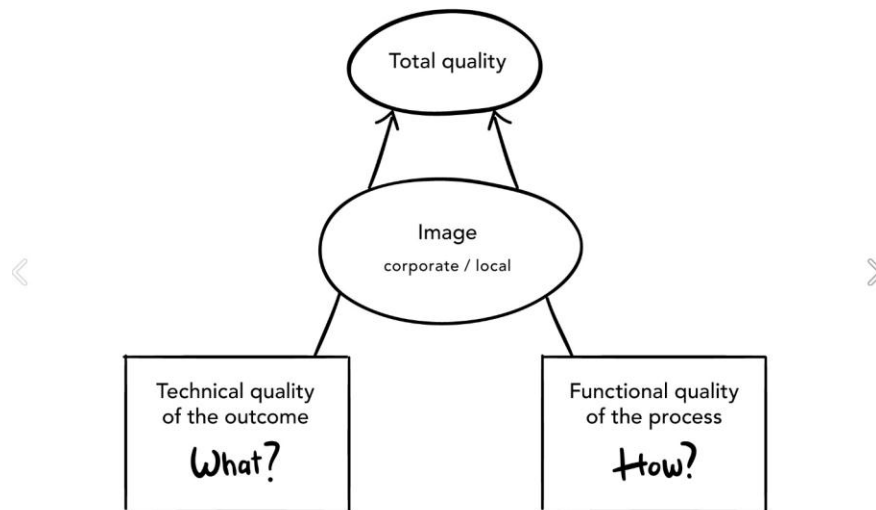 Total quality
Image
corporate / local
Technical quality
of the outcome
What?
Functional quality
of the process
How?